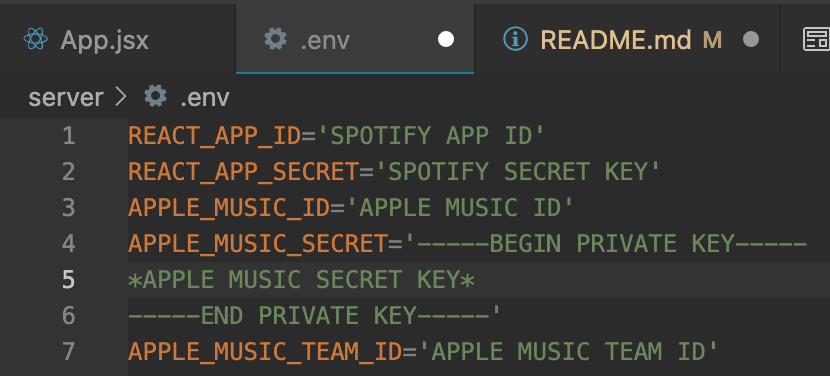 App.jsx
.env
README.md M
server > .env
1 REACT_APP_ID='SPOTIFY APP ID'
2 REACT_APP_SECRET='SPOTIFY SECRET KEY'
3 APPLE_MUSIC_ID='APPLE MUSIC ID'
4 APPLE_MUSIC_SECRET='-----BEGIN PRIVATE KEY-----
5 *APPLE MUSIC SECRET KEY*
6 -----END PRIVATE KEY-----'
7 APPLE_MUSIC_TEAM_ID='APPLE MUSIC TEAM ID'